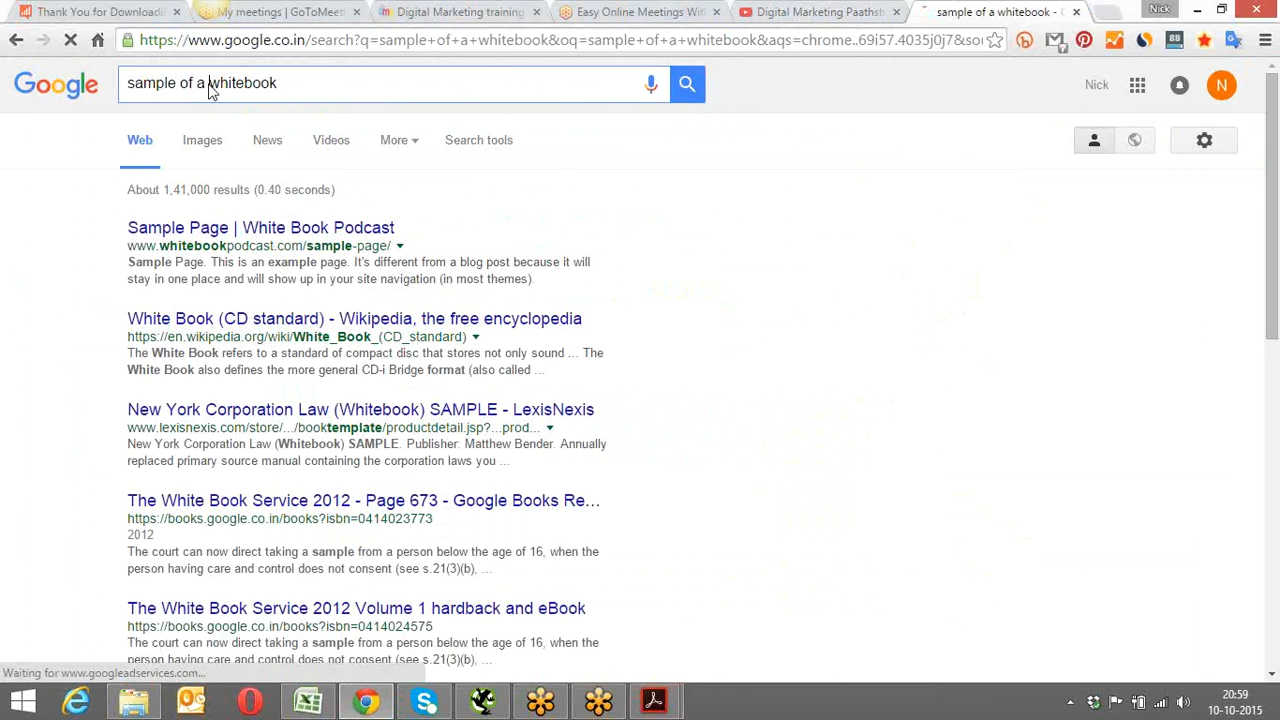 Thank You for Downloadi
My meetings | GoToMeet
Digital Marketing training
Easy Online Meetings Wit
Digital Marketing Paathsh
sample of a whitebook - G
Nick
https://www.google.co.in/search?q=sample+of+a+whitebook&oq=sample+of+a+whitebook&aqs=chrome..69i57.4035j0j7&sou
Google
sample of a whitebook
Nick
N
Web
Images
News
Videos
More
Search tools
About 1,41,000 results (0.40 seconds)
Sample Page | White Book Podcast
www.whitebookpodcast.com/sample-page/
Sample Page. This is an example page. It's different from a blog post because it will
stay in one place and will show up in your site navigation (in most themes).
White Book (CD standard) - Wikipedia, the free encyclopedia
https://en.wikipedia.org/wiki/White_Book_(CD_standard)
The White Book refers to a standard of compact disc that stores not only sound ... The
White Book also defines the more general CD-i Bridge format (also called ...
New York Corporation Law (Whitebook) SAMPLE - LexisNexis
www.lexisnexis.com/store/.../booktemplate/productdetail.jsp?...prod...
New York Corporation Law (Whitebook) SAMPLE. Publisher: Matthew Bender. Annually
replaced primary source manual containing the corporation laws you ...
The White Book Service 2012 - Page 673 - Google Books Re...
https://books.google.co.in/books?isbn=0414023773
2012
The court can now direct taking a sample from a person below the age of 16, when the
person having care and control does not consent (see s.21(3)(b), ...
The White Book Service 2012 Volume 1 hardback and eBook
https://books.google.co.in/books?isbn=0414024575
The court can now direct taking a sample from a person below the age of 16, when the
person having care and control does not consent (see s.21(3)(b), ...
Waiting for www.googleadservices.com...
20:59
10-10-2015